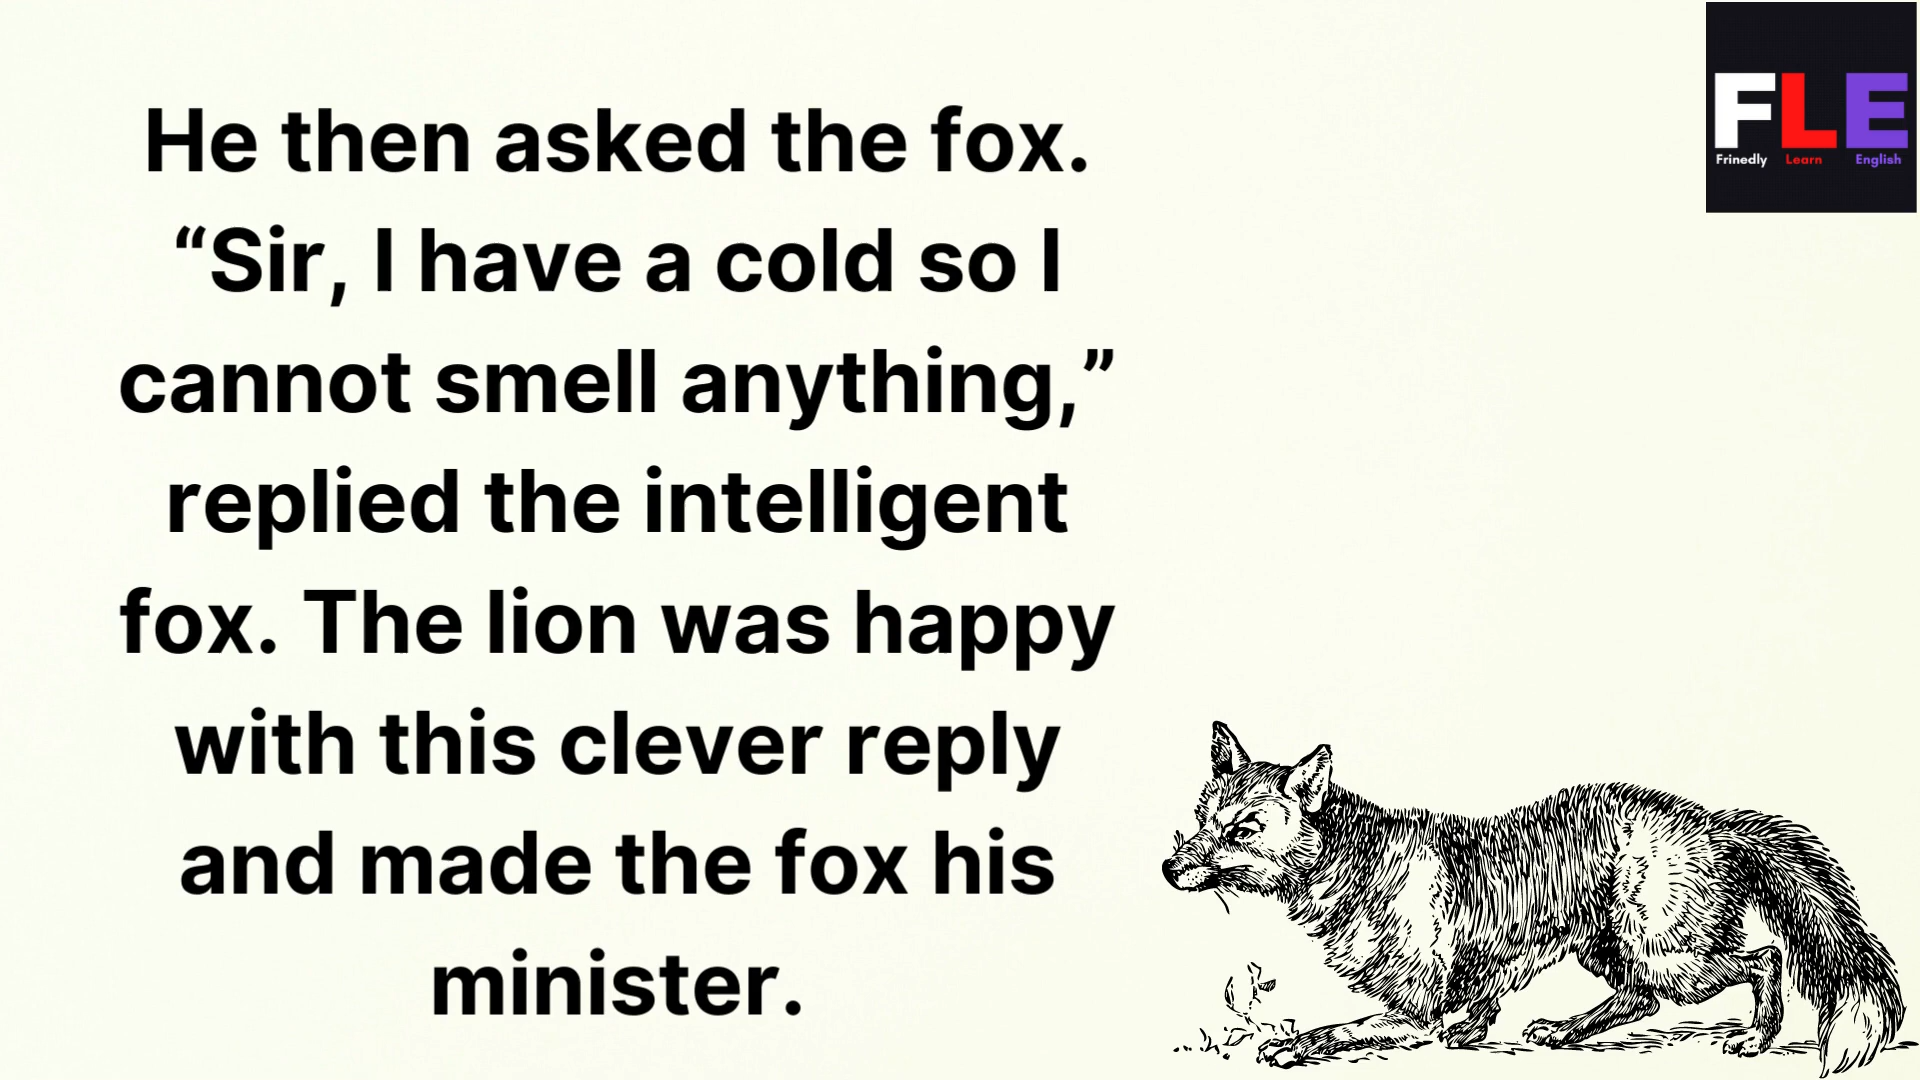 He then asked the fox.
“Sir, I have a cold so I
cannot smell anything,”
replied the intelligent
fox. The lion was happy
with this clever reply
and made the fox his
minister.
FLE
Frinedly Learn English